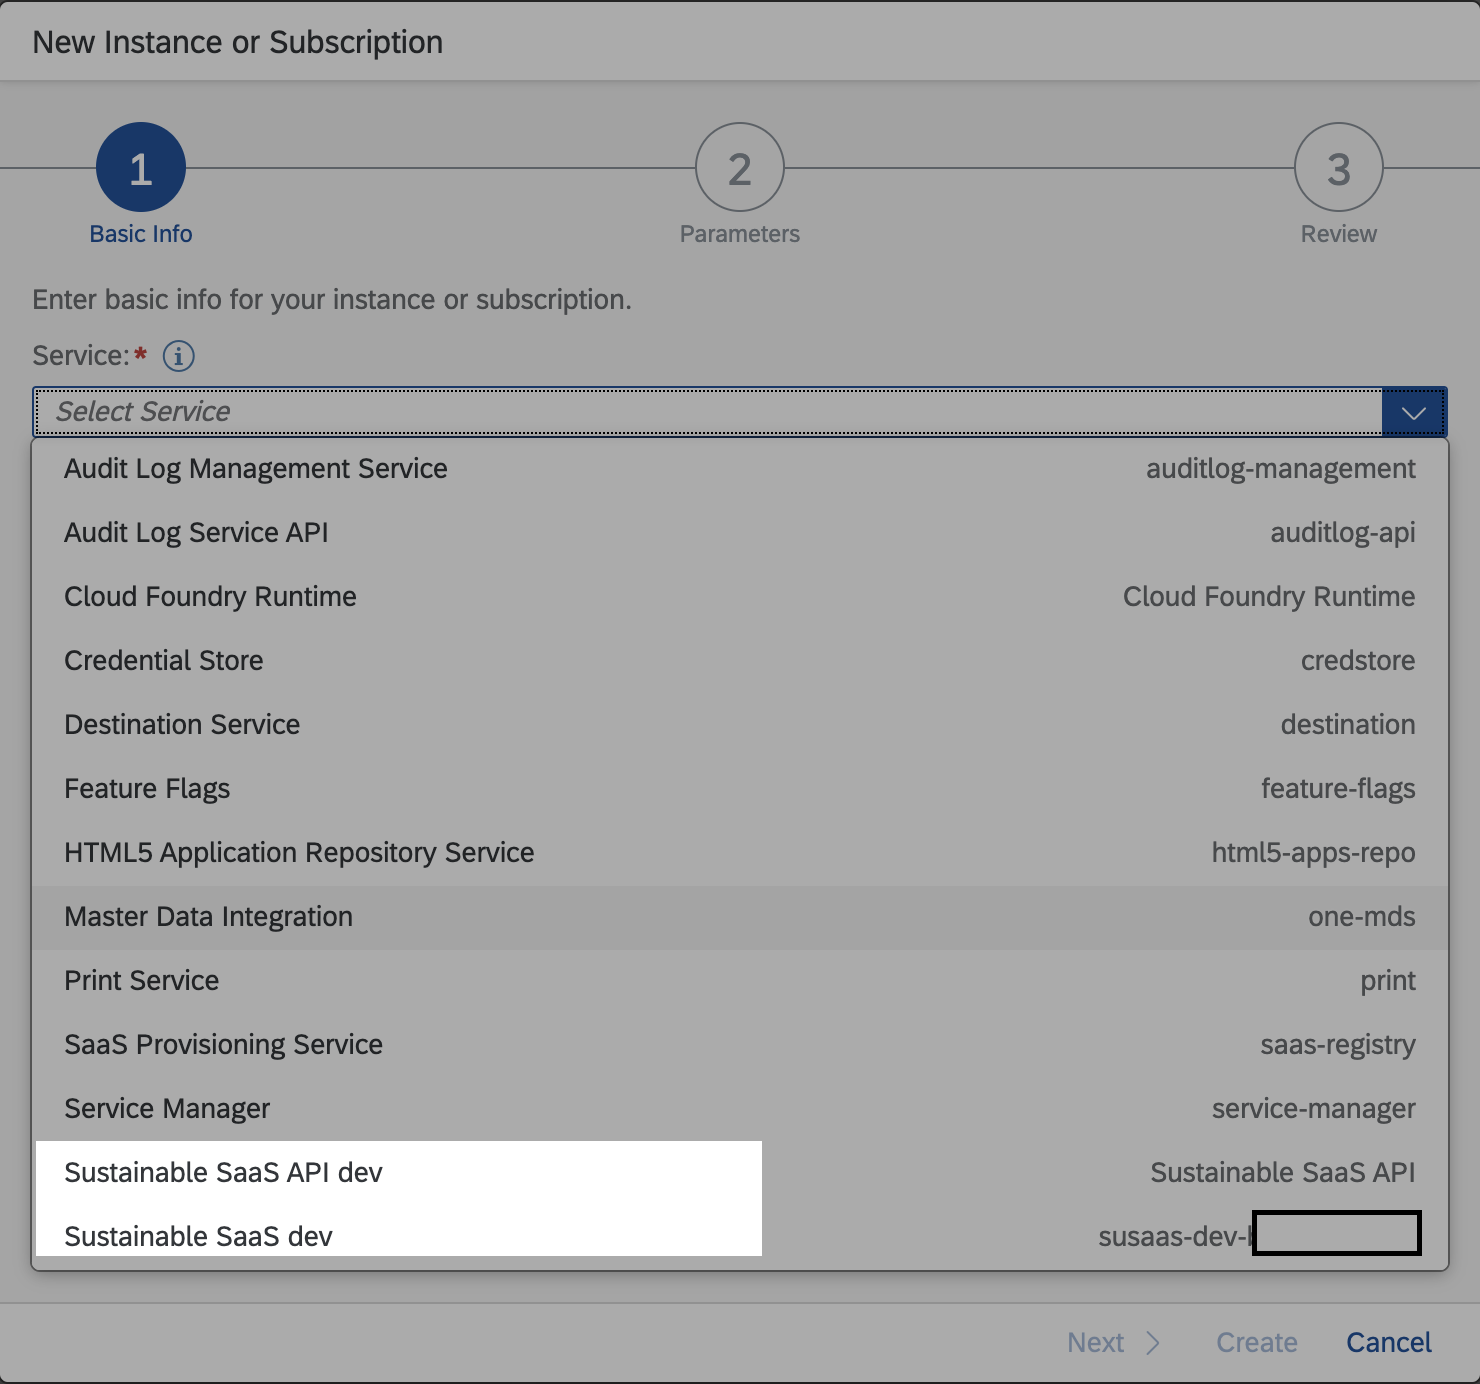 New Instance or Subscription
1
2
3
Basic Info
Parameters
Review
Enter basic info for your instance or subscription.
Service:*
Select Service
Audit Log Management Service auditlog-management
Audit Log Service API auditlog-api
Cloud Foundry Runtime Cloud Foundry Runtime
Credential Store credstore
Destination Service destination
Feature Flags feature-flags
HTML5 Application Repository Service html5-apps-repo
Master Data Integration one-mds
Print Service print
SaaS Provisioning Service saas-registry
Service Manager service-manager
Sustainable SaaS API dev Sustainable SaaS API
Sustainable SaaS dev susaas-dev-
Next Create Cancel